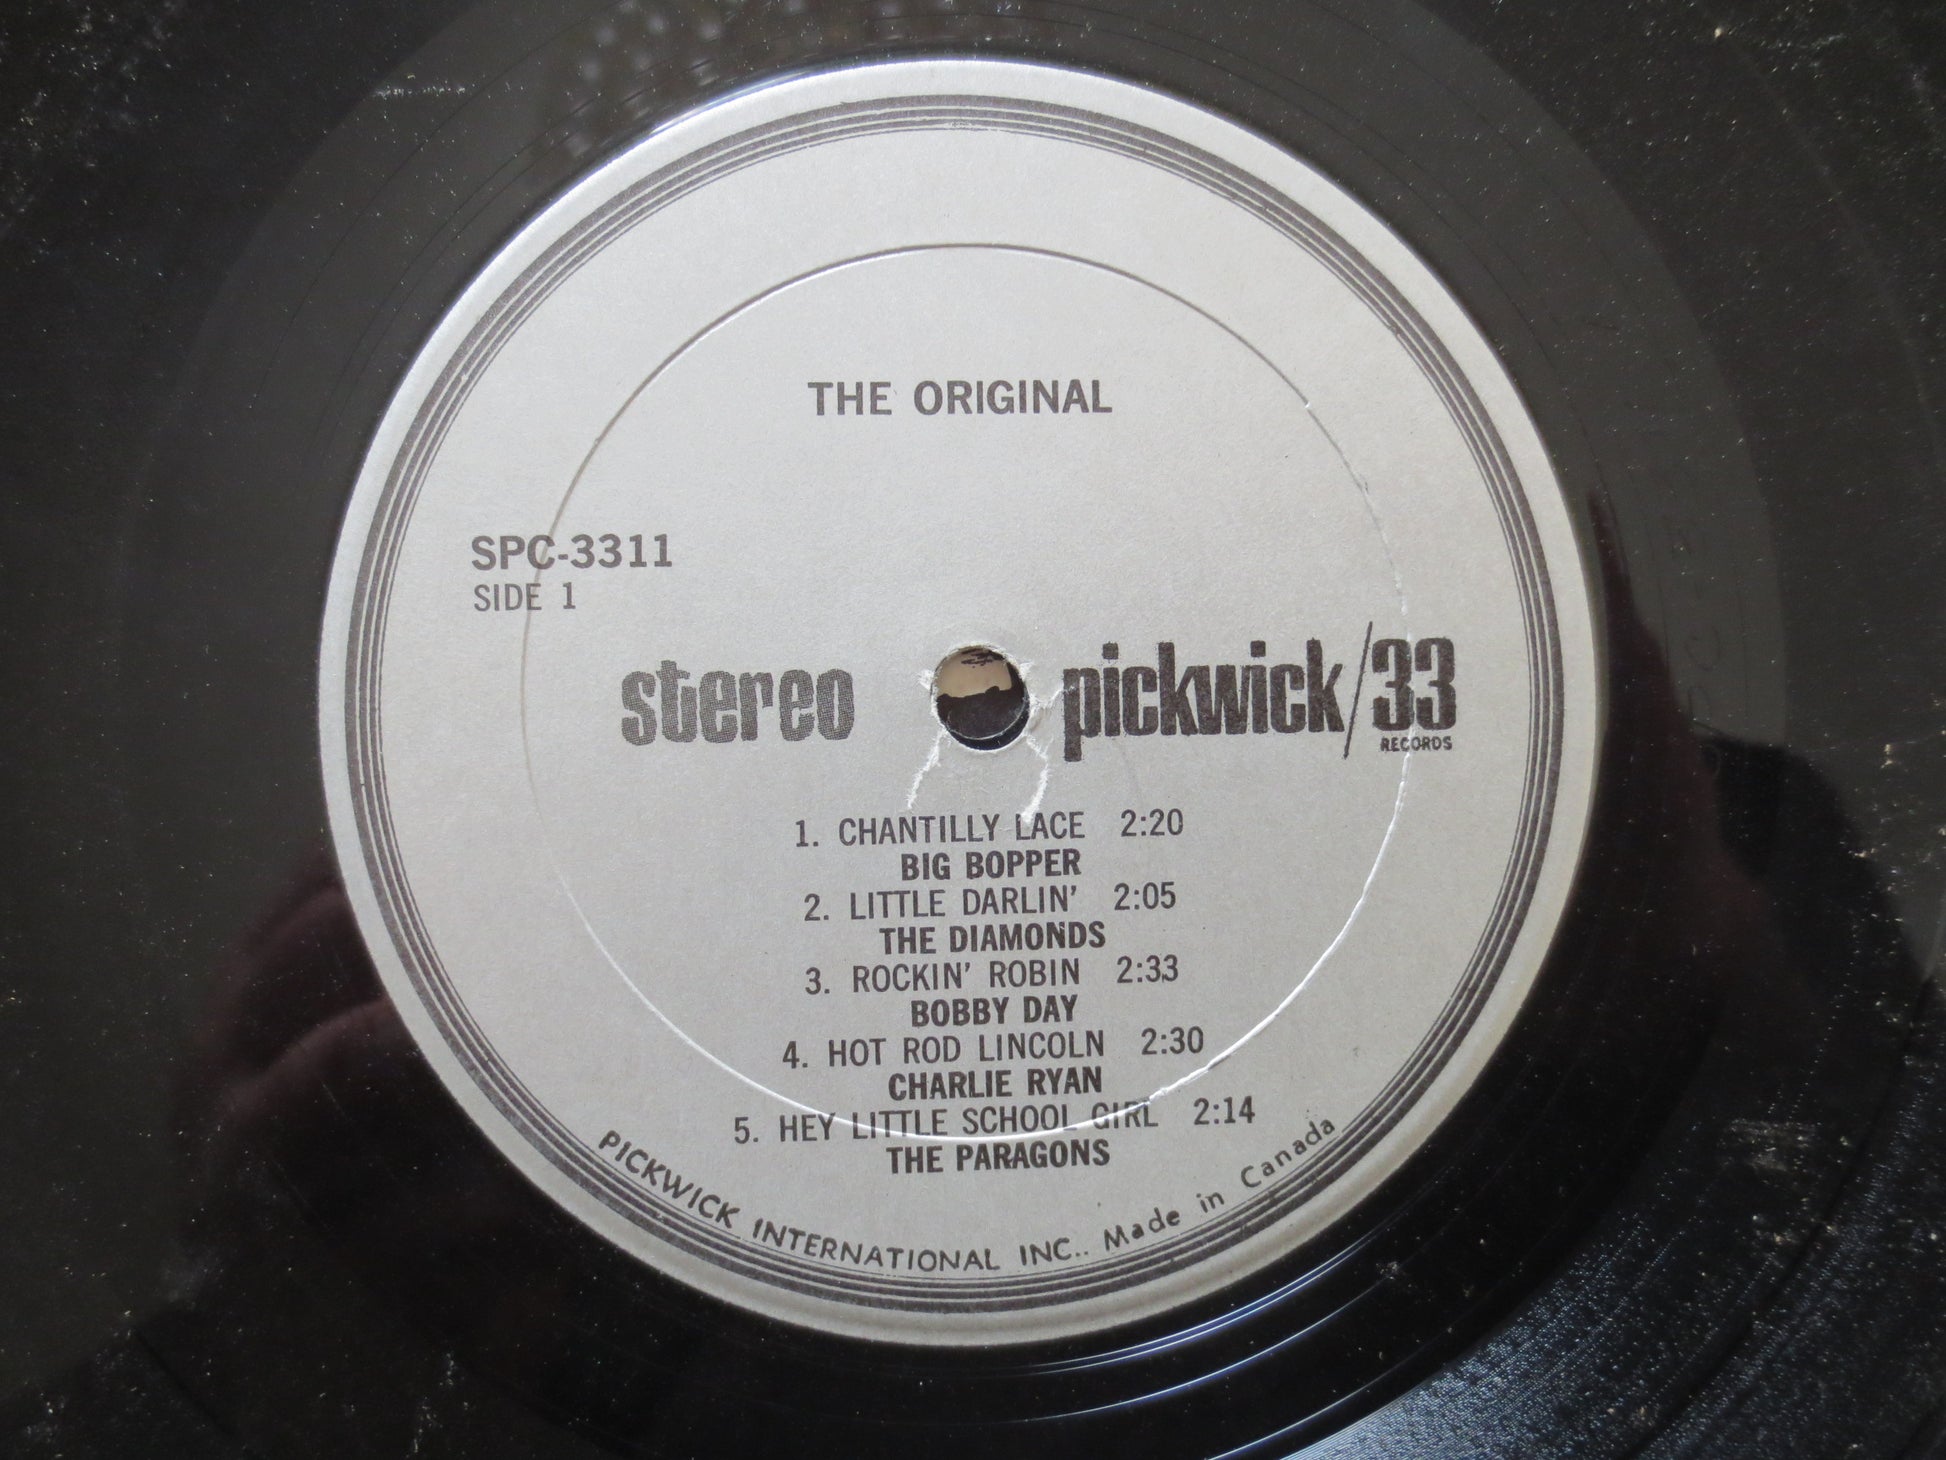 THE ORIGINAL
SPC-3311
SIDE 1
stereo pickwick/33
RECORDS
1. CHANTILLY LACE 2:20
BIG BOPPER
2. LITTLE DARLIN' 2:05
THE DIAMONDS
3. ROCKIN' ROBIN 2:33
BOBBY DAY
4. HOT ROD LINCOLN 2:30
CHARLIE RYAN
5. HEY LITTLE SCHOOL GIRL 2:14
THE PARAGONS
PICKWICK INTERNATIONAL INC.. Made in Canada